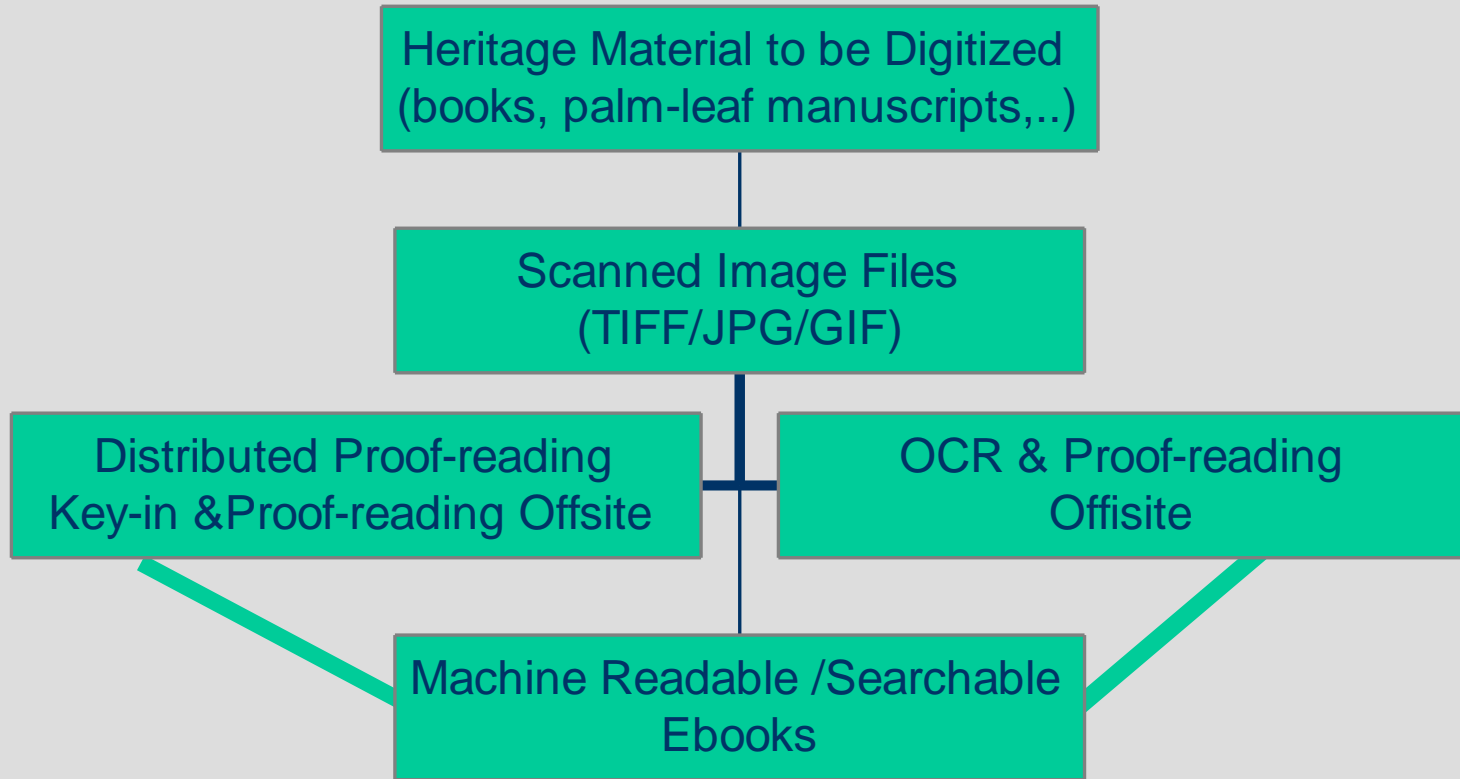 Heritage Material to be Digitized
(books, palm-leaf manuscripts,..)
Scanned Image Files
(TIFF/JPG/GIF)
Distributed Proof-reading
Key-in &Proof-reading Offsite
OCR & Proof-reading
Offisite
Machine Readable /Searchable
Ebooks